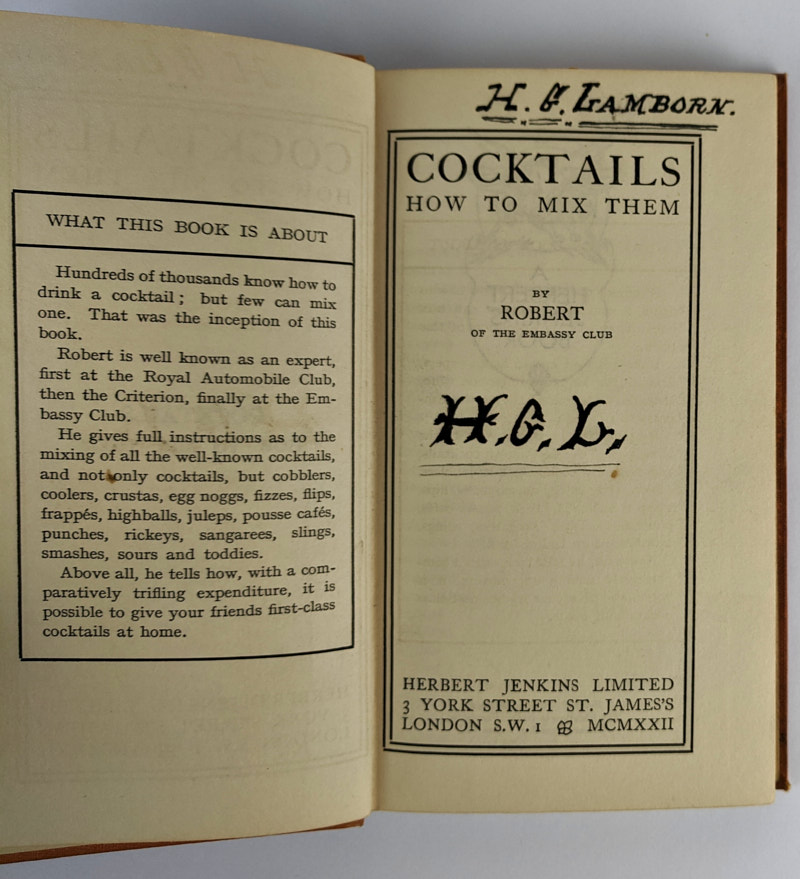 WHAT THIS BOOK IS ABOUT
Hundreds of thousands know how to
drink a cocktail; but few can mix
one. That was the inception of this
book.
Robert is well known as an expert,
first at the Royal Automobile Club,
then the Criterion, finally at the Em-
bassy Club.
He gives full instructions as to the
mixing of all the well-known cocktails,
and not only cocktails, but cobblers,
coolers, crustas, egg noggs, fizzes, flips,
frappés, highballs, juleps, pousse cafés,
punches, rickeys, sangarees, slings,
smashes, sours and toddies.
Above all, he tells how, with a com-
paratively trifling expenditure, it is
possible to give your friends first-class
cocktails at home.
H. G. LAMBORN.
COCKTAILS
HOW TO MIX THEM
BY
ROBERT
OF THE EMBASSY CLUB
H. G. L.
HERBERT JENKINS LIMITED
3 YORK STREET ST. JAMES'S
LONDON S.W. 1 MCMXXII